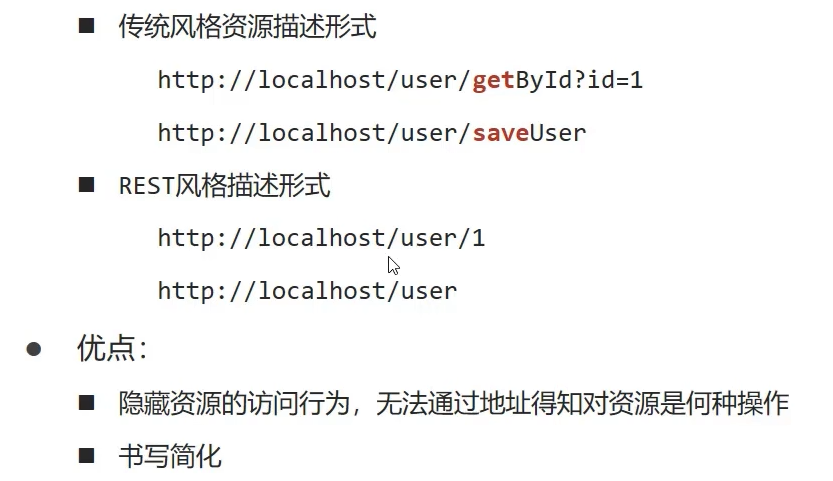 传统风格资源描述形式
http://localhost/user/getById?id=1
http://localhost/user/saveUser
REST风格描述形式
http://localhost/user/1
http://localhost/user
优点：
隐藏资源的访问行为，无法通过地址得知对资源是何种操作
书写简化